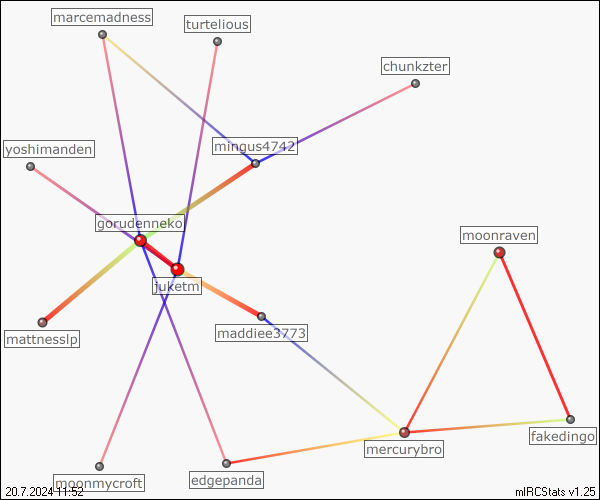 marcemadness
turtelious
chunkzter
mingus4742
yoshimanden
gorudenneko
moonraven
juketm
mattnesslp
maddiee3773
fakedingo
mercurybro
edgepanda
moonmycroft
20.7.2024 11:52
mIRCStats v1.25